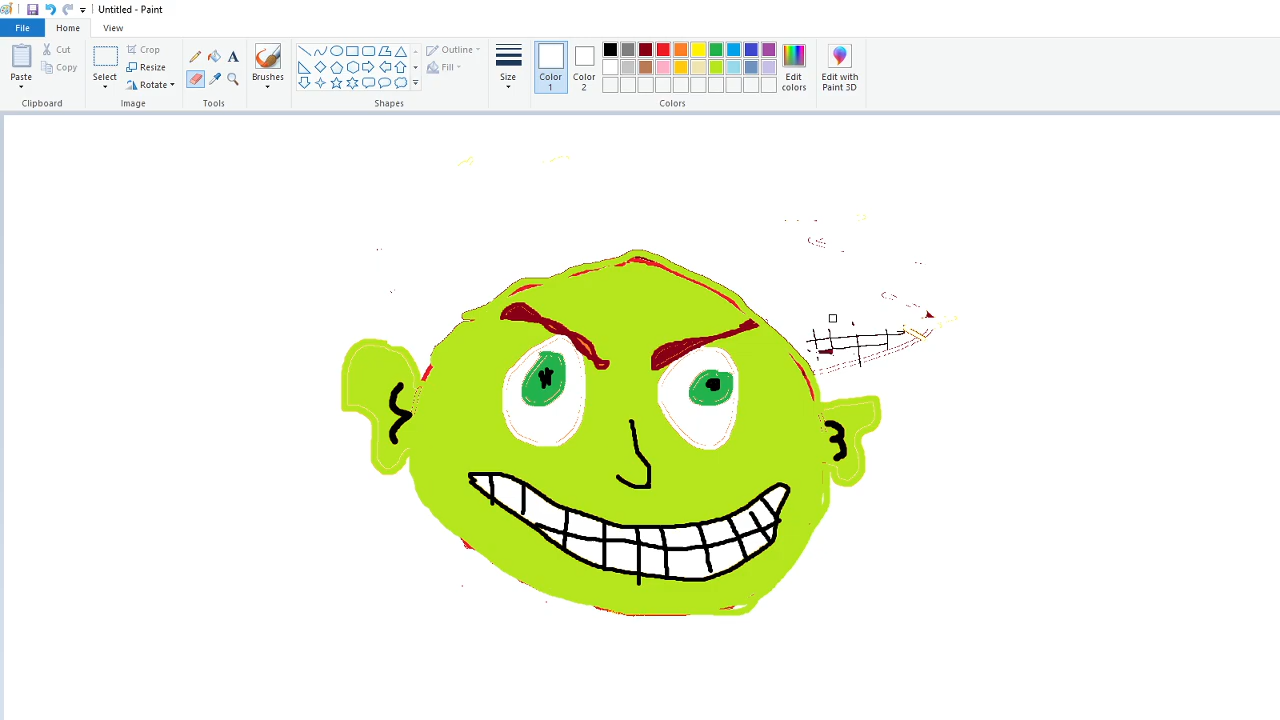 Untitled - Paint
File Home View
Paste
Cut
Copy
Clipboard
Select
Crop
Resize
Rotate
Image
A
Tools
Brushes
Outline
Fill
Shapes
Size
Color 1
Color 2
Edit colors
Colors
Edit with Paint 3D